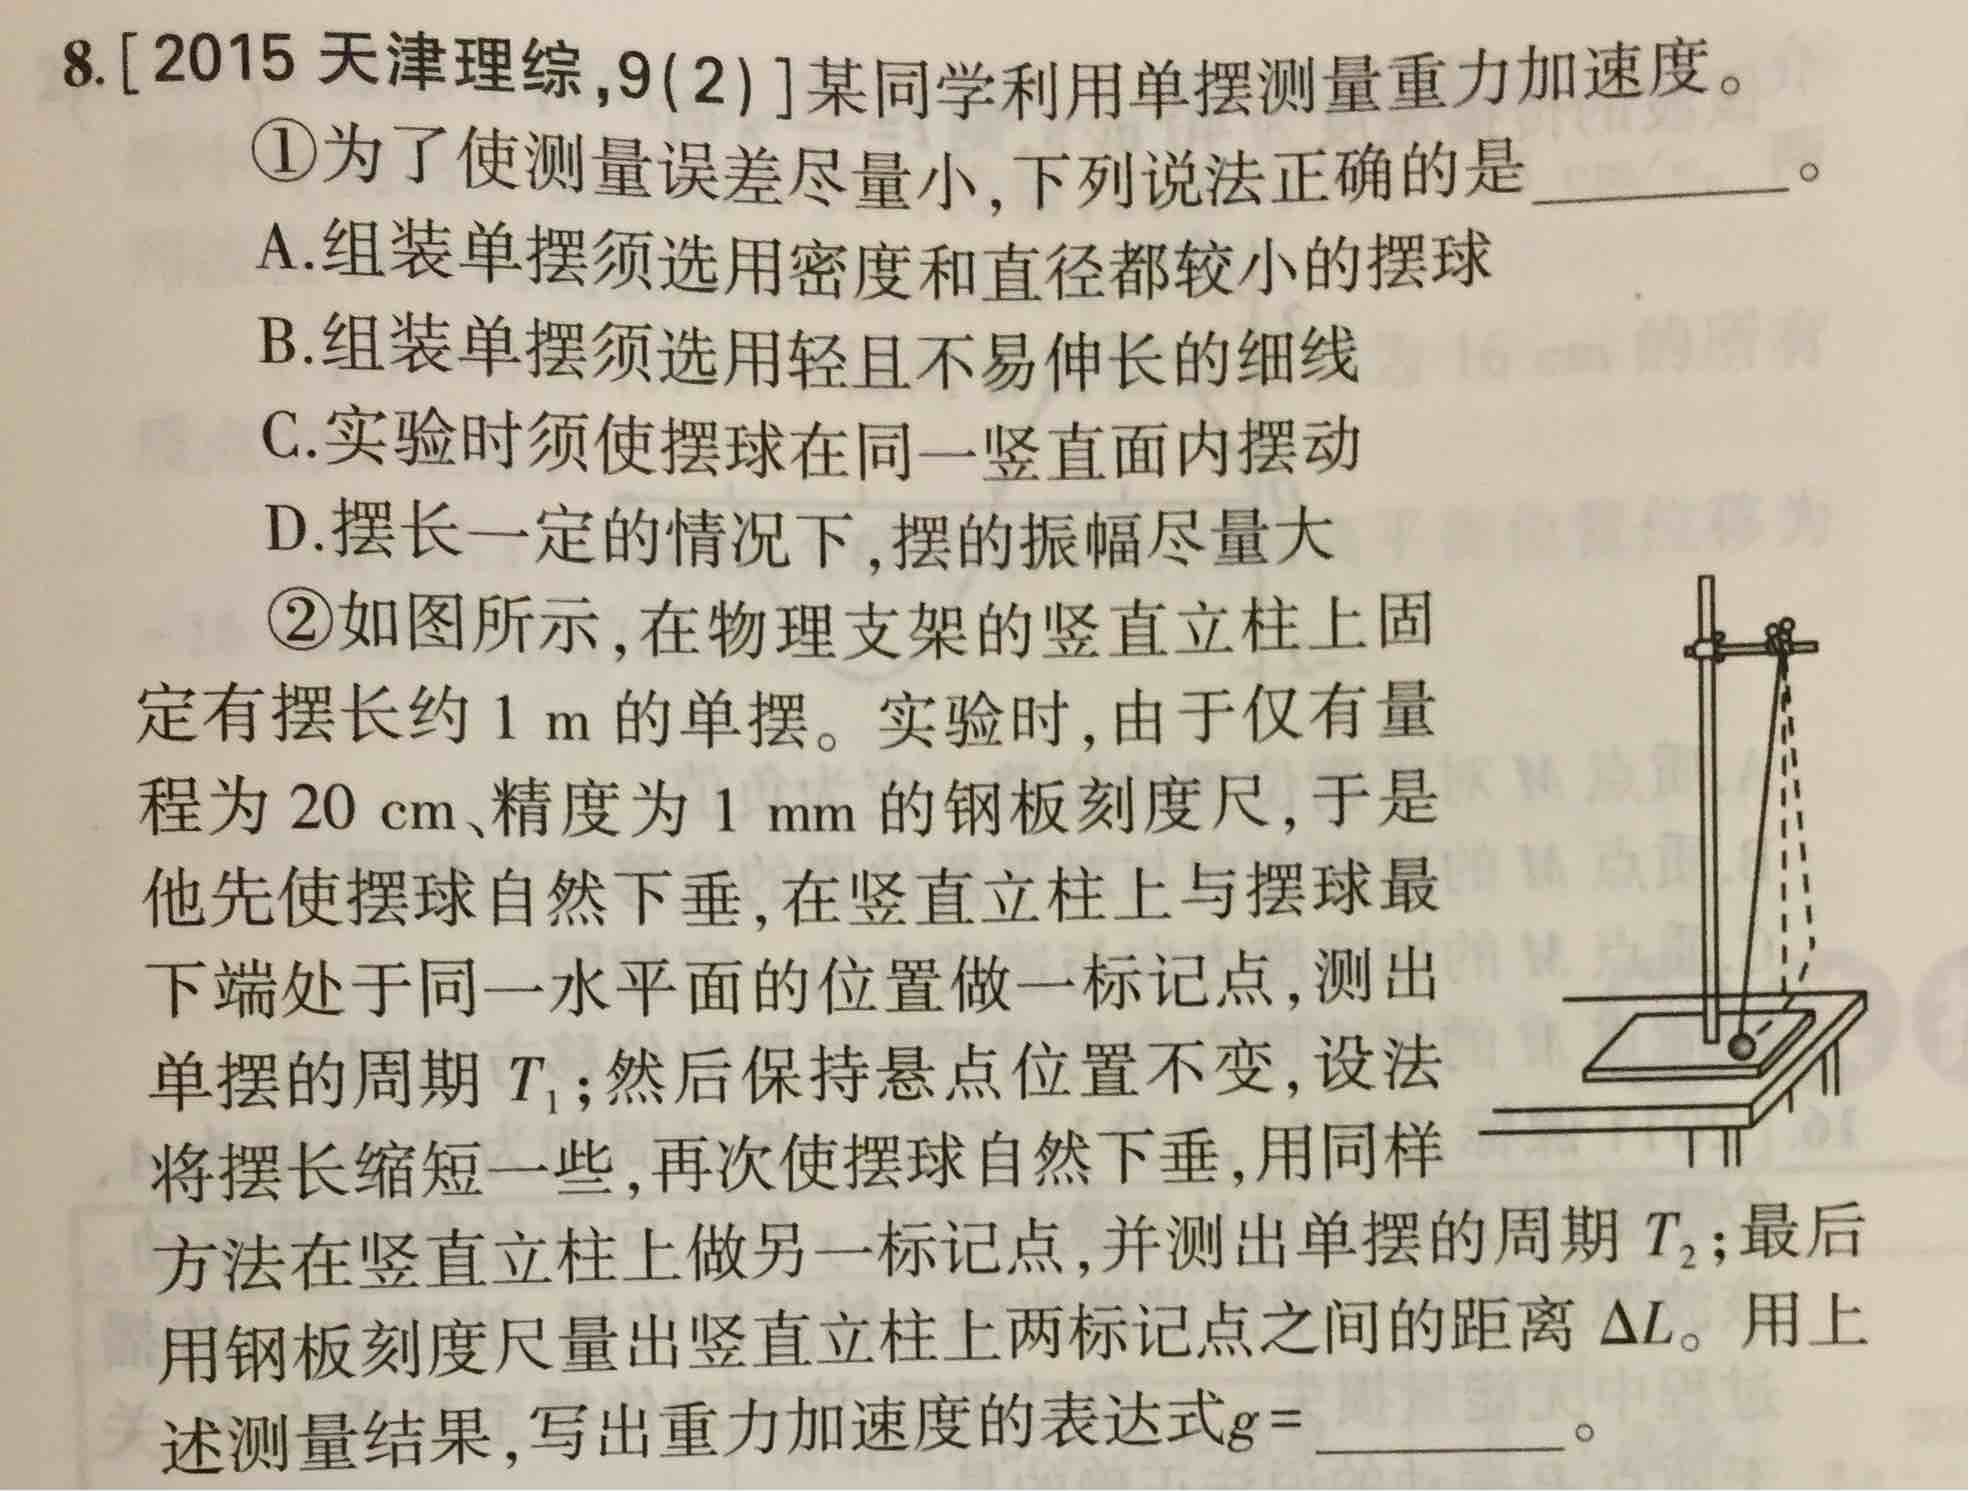 8.[2015 天津理综,9(2)]某同学利用单摆测量重力加速度。
①为了使测量误差尽量小,下列说法正确的是________。
A.组装单摆须选用密度和直径都较小的摆球
B.组装单摆须选用轻且不易伸长的细线
C.实验时须使摆球在同一竖直面内摆动
D.摆长一定的情况下,摆的振幅尽量大
②如图所示,在物理支架的竖直立柱上固
定有摆长约 1 m 的单摆。实验时,由于仅有量
程为 20 cm、精度为 1 mm 的钢板刻度尺,于是
他先使摆球自然下垂,在竖直立柱上与摆球最
下端处于同一水平面的位置做一标记点,测出
单摆的周期 T₁;然后保持悬点位置不变,设法
将摆长缩短一些,再次使摆球自然下垂,用同样
方法在竖直立柱上做另一标记点,并测出单摆的周期 T₂;最后
用钢板刻度尺量出竖直立柱上两标记点之间的距离 ΔL。用上
述测量结果,写出重力加速度的表达式g=________。